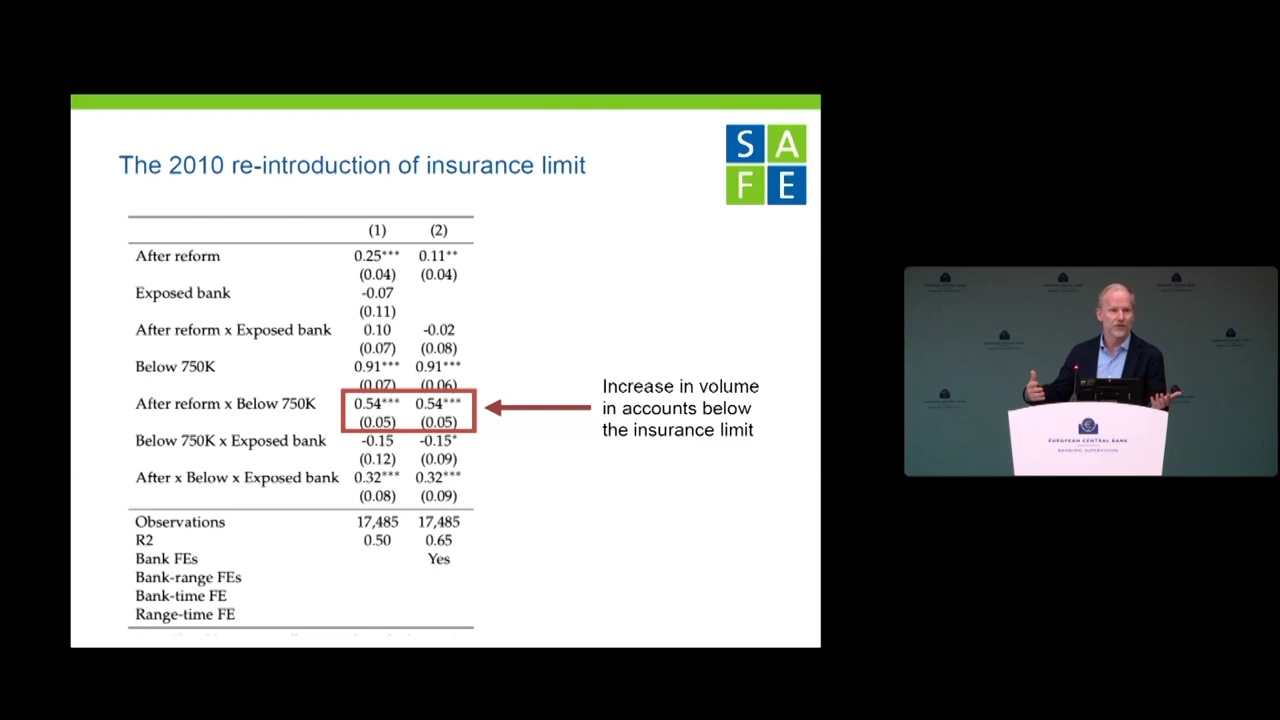 The 2010 re-introduction of insurance limit
S A
F E
(1) (2)
After reform 0.25*** 0.11**
(0.04) (0.04)
Exposed bank -0.07
(0.11)
After reform x Exposed bank 0.10 -0.02
(0.07) (0.08)
Below 750K 0.91*** 0.91***
(0.07) (0.06)
After reform x Below 750K 0.54*** 0.54***
(0.05) (0.05)
Below 750K x Exposed bank -0.15 -0.15*
(0.12) (0.09)
After x Below x Exposed bank 0.32*** 0.32***
(0.08) (0.09)
Observations 17,485 17,485
R2 0.50 0.65
Bank FEs Yes
Bank-range FEs
Bank-time FE
Range-time FE
Increase in volume
in accounts below
the insurance limit
EUROPEAN CENTRAL BANK
BANKING SUPERVISION